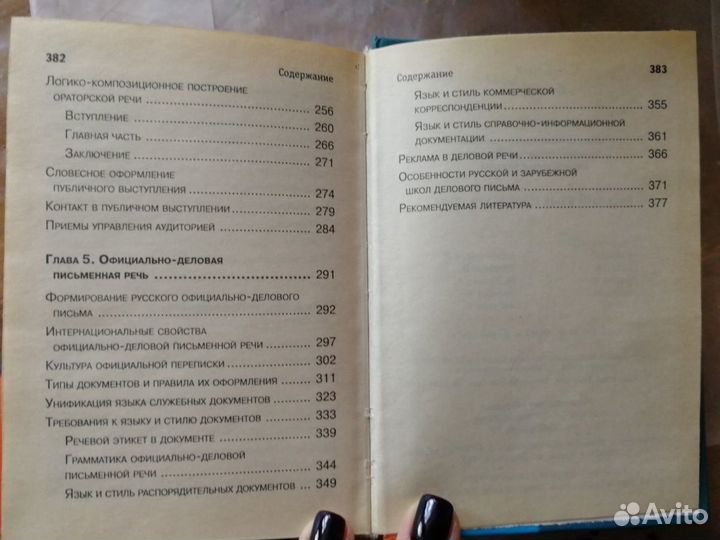 382
Содержание
Логико-композиционное построение
ораторской речи ........................ 256
Вступление ........................ 260
Главная часть ........................ 266
Заключение ........................ 271
Словесное оформление
публичного выступления ........................ 274
Контакт в публичном выступлении ........................ 279
Приемы управления аудиторией ........................ 284
Глава 5. Официально-деловая
письменная речь ........................ 291
Формирование русского официально-делового
письма ........................ 292
Интернациональные свойства
официально-деловой письменной речи ........................ 297
Культура официальной переписки ........................ 302
Типы документов и правила их оформления ........................ 311
Унификация языка служебных документов ........................ 323
Требования к языку и стилю документов ........................ 333
Речевой этикет в документе ........................ 339
Грамматика официально-деловой
письменной речи ........................ 344
Язык и стиль распорядительных документов ........................ 349
Содержание
383
Язык и стиль коммерческой
корреспонденции ........................ 355
Язык и стиль справочно-информационной
документации ........................ 361
Реклама в деловой речи ........................ 366
Особенности русской и зарубежной
школ делового письма ........................ 371
Рекомендуемая литература ........................ 377
Avito